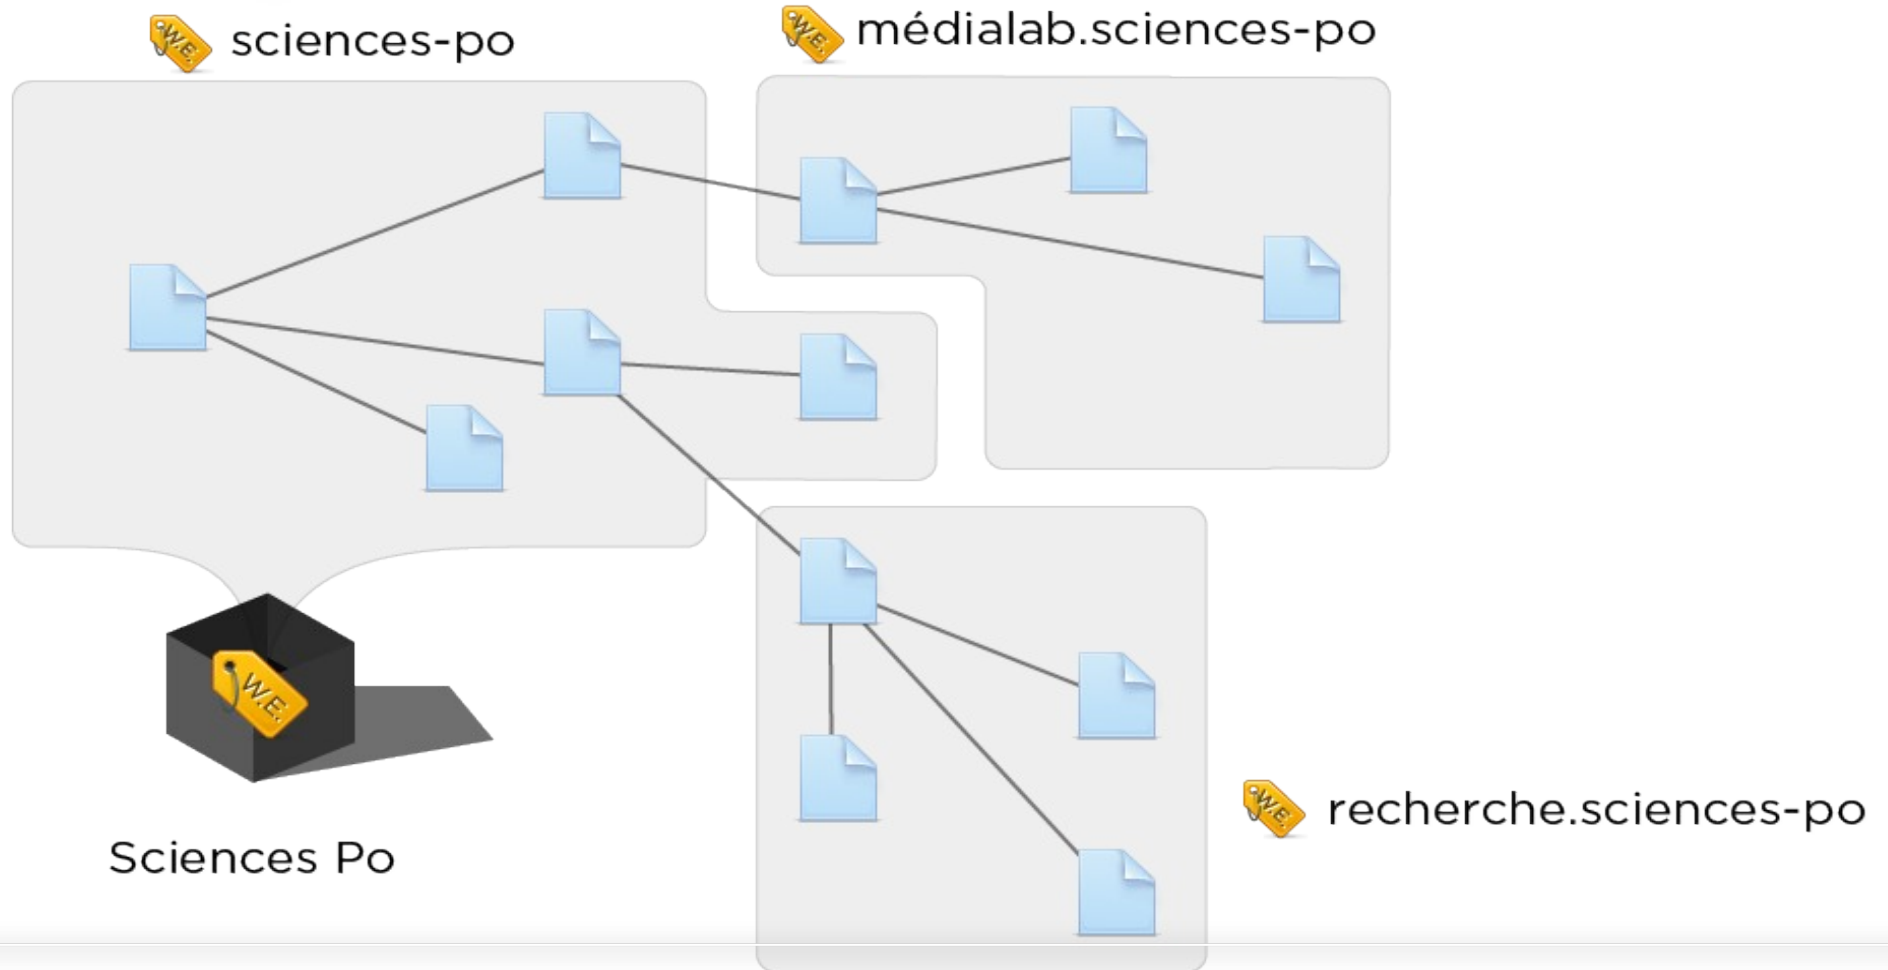 W.E. sciences-po
W.E. médialab.sciences-po
W.E.
Sciences Po
W.E. recherche.sciences-po